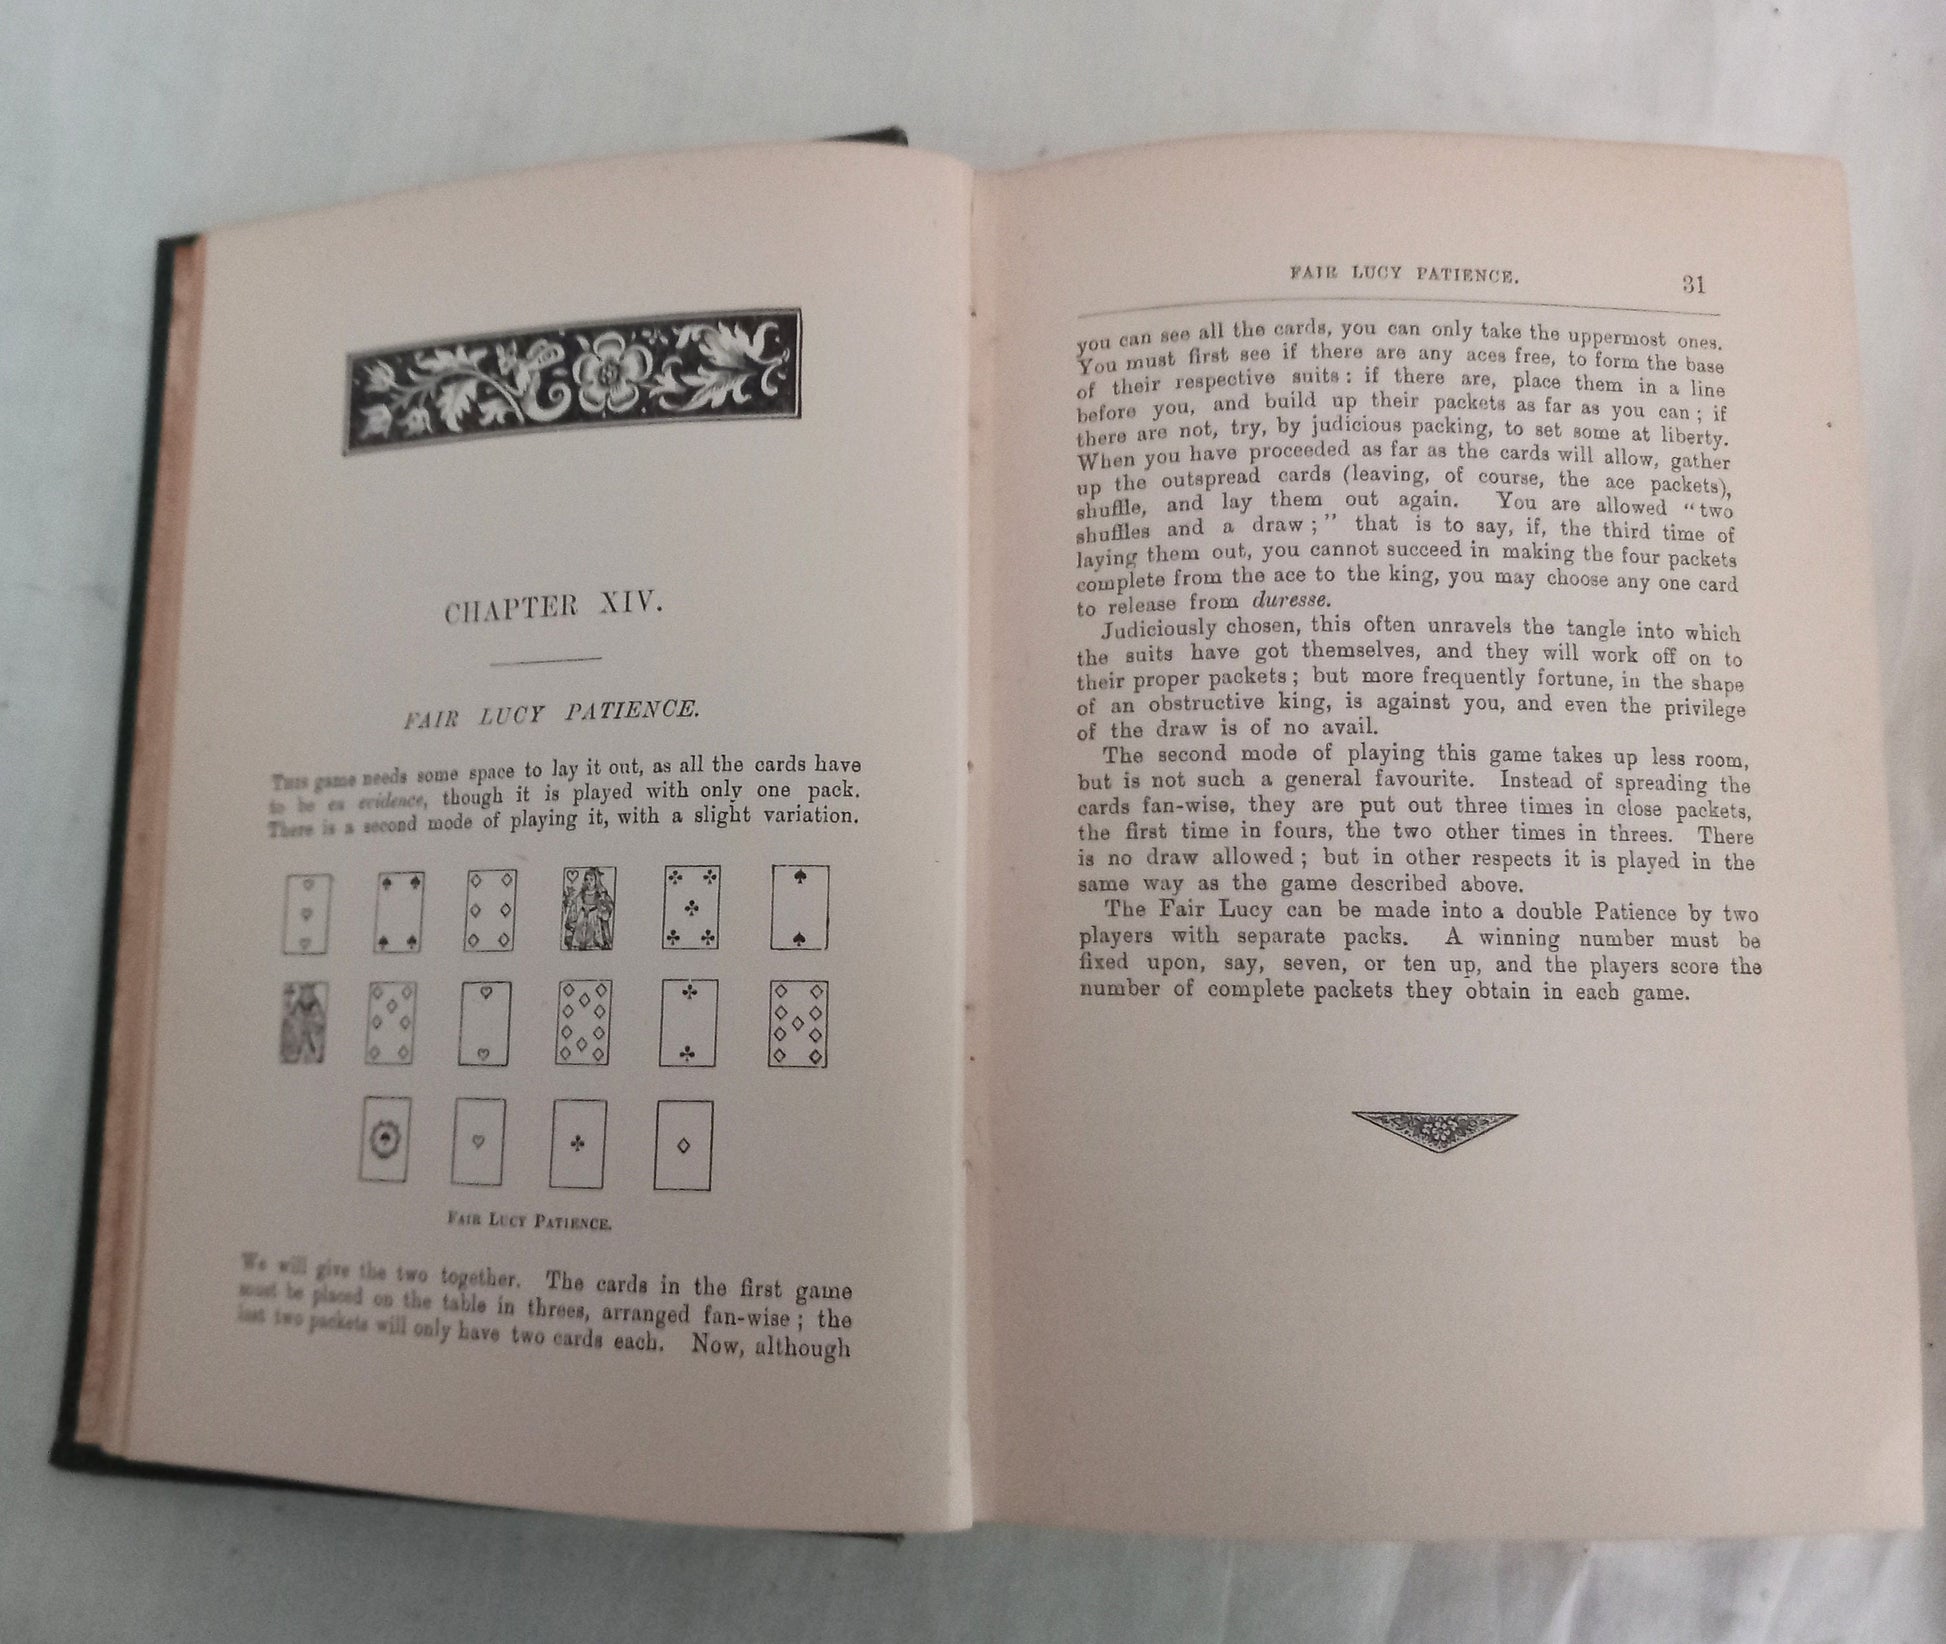 CHAPTER XIV.
FAIR LUCY PATIENCE.
This game needs some space to lay it out, as all the cards have
to be en evidence, though it is played with only one pack.
There is a second mode of playing it, with a slight variation.
FAIR LUCY PATIENCE.
We will give the two together. The cards in the first game
must be placed on the table in threes, arranged fan-wise; the
last two packets will only have two cards each. Now, although
FAIR LUCY PATIENCE. 31
you can see all the cards, you can only take the uppermost ones.
You must first see if there are any aces free, to form the base
of their respective suits: if there are, place them in a line
before you, and build up their packets as far as you can; if
there are not, try, by judicious packing, to set some at liberty.
When you have proceeded as far as the cards will allow, gather
up the outspread cards (leaving, of course, the ace packets),
shuffle, and lay them out again. You are allowed "two
shuffles and a draw;" that is to say, if, the third time of
laying them out, you cannot succeed in making the four packets
complete from the ace to the king, you may choose any one card
to release from duresse.
Judiciously chosen, this often unravels the tangle into which
the suits have got themselves, and they will work off on to
their proper packets; but more frequently fortune, in the shape
of an obstructive king, is against you, and even the privilege
of the draw is of no avail.
The second mode of playing this game takes up less room,
but is not such a general favourite. Instead of spreading the
cards fan-wise, they are put out three times in close packets,
the first time in fours, the two other times in threes. There
is no draw allowed; but in other respects it is played in the
same way as the game described above.
The Fair Lucy can be made into a double Patience by two
players with separate packs. A winning number must be
fixed upon, say, seven, or ten up, and the players score the
number of complete packets they obtain in each game.